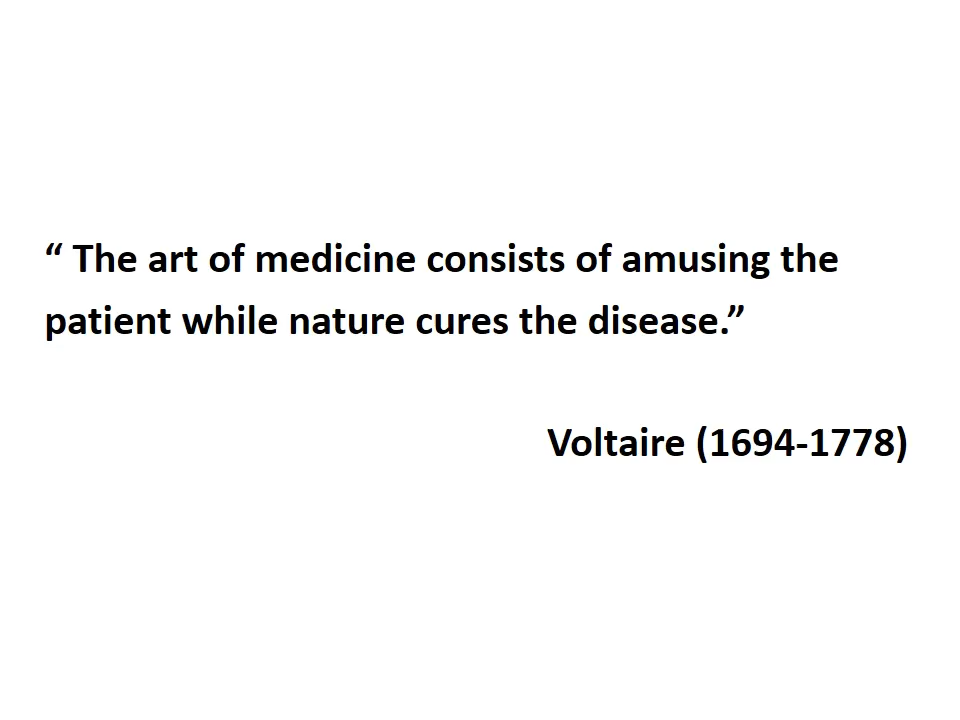 “ The art of medicine consists of amusing the
patient while nature cures the disease.”
Voltaire (1694-1778)